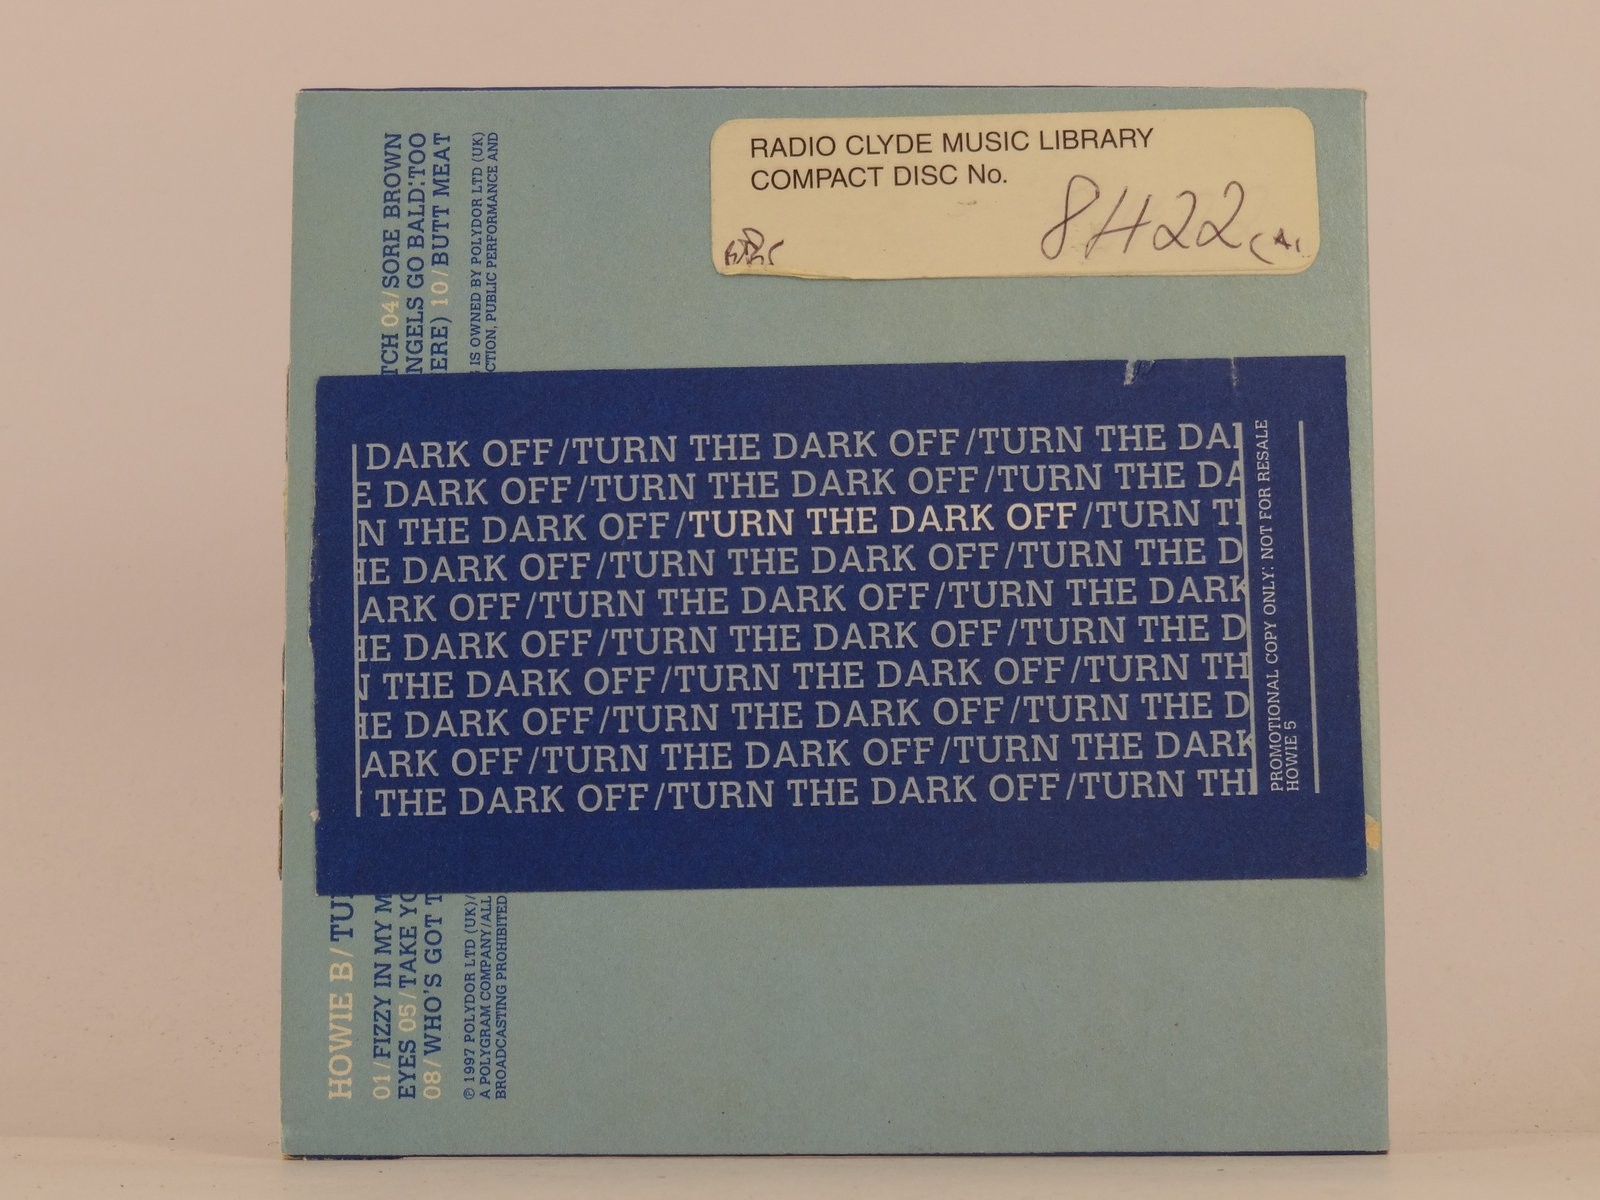 RADIO CLYDE MUSIC LIBRARY
COMPACT DISC No.
8422
DARK OFF/TURN THE DARK OFF/TURN THE DA
E DARK OFF/TURN THE DARK OFF/TURN THE DA
N THE DARK OFF/TURN THE DARK OFF/TURN T
HE DARK OFF/TURN THE DARK OFF/TURN THE D
ARK OFF/TURN THE DARK OFF/TURN THE DARK
HE DARK OFF/TURN THE DARK OFF/TURN THE D
N THE DARK OFF/TURN THE DARK OFF/TURN TH
HE DARK OFF/TURN THE DARK OFF/TURN THE D
ARK OFF/TURN THE DARK OFF/TURN THE DARK
THE DARK OFF/TURN THE DARK OFF/TURN TH
PROMOTIONAL COPY ONLY: NOT FOR RESALE
HOWIE 5
HOWIE B/TU
01/FIZZY IN MY M TCH 04/SORE BROWN
EYES 05/TAKE YO NGELS GO BALD:TOO
08/WHO'S GOT T ERE) 10/BUTT MEAT
℗ 1997 POLYDOR LTD (UK)/ IS OWNED BY POLYDOR LTD (UK)
A POLYGRAM COMPANY/ALL CTION, PUBLIC PERFORMANCE AND
BROADCASTING PROHIBITED